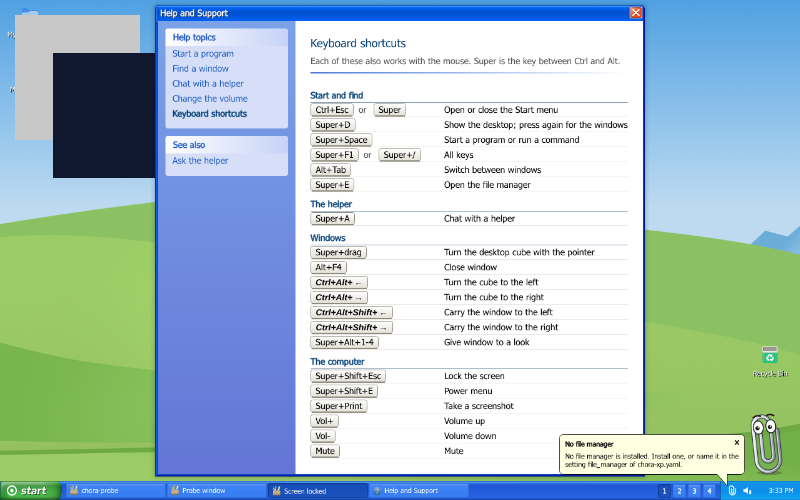 Help and Support
Help topics
Start a program
Find a window
Chat with a helper
Change the volume
Keyboard shortcuts
See also
Ask the helper
Keyboard shortcuts
Each of these also works with the mouse. Super is the key between Ctrl and Alt.
Start and find
Ctrl+Esc or Super Open or close the Start menu
Super+D Show the desktop; press again for the windows
Super+Space Start a program or run a command
Super+F1 or Super+/ All keys
Alt+Tab Switch between windows
Super+E Open the file manager
The helper
Super+A Chat with a helper
Windows
Super+drag Turn the desktop cube with the pointer
Alt+F4 Close window
Ctrl+Alt+ ← Turn the cube to the left
Ctrl+Alt+ → Turn the cube to the right
Ctrl+Alt+Shift+ ← Carry the window to the left
Ctrl+Alt+Shift+ → Carry the window to the right
Super+Alt+1-4 Give window to a look
The computer
Super+Shift+Esc Lock the screen
Super+Shift+E Power menu
Super+Print Take a screenshot
Vol+ Volume up
Vol- Volume down
Mute Mute
Recycle Bin
No file manager
No file manager is installed. Install one, or name it in the
setting file_manager of chora-xp.yaml.
start chora-probe Probe window Screen locked Help and Support 1 2 3 4 3:33 PM